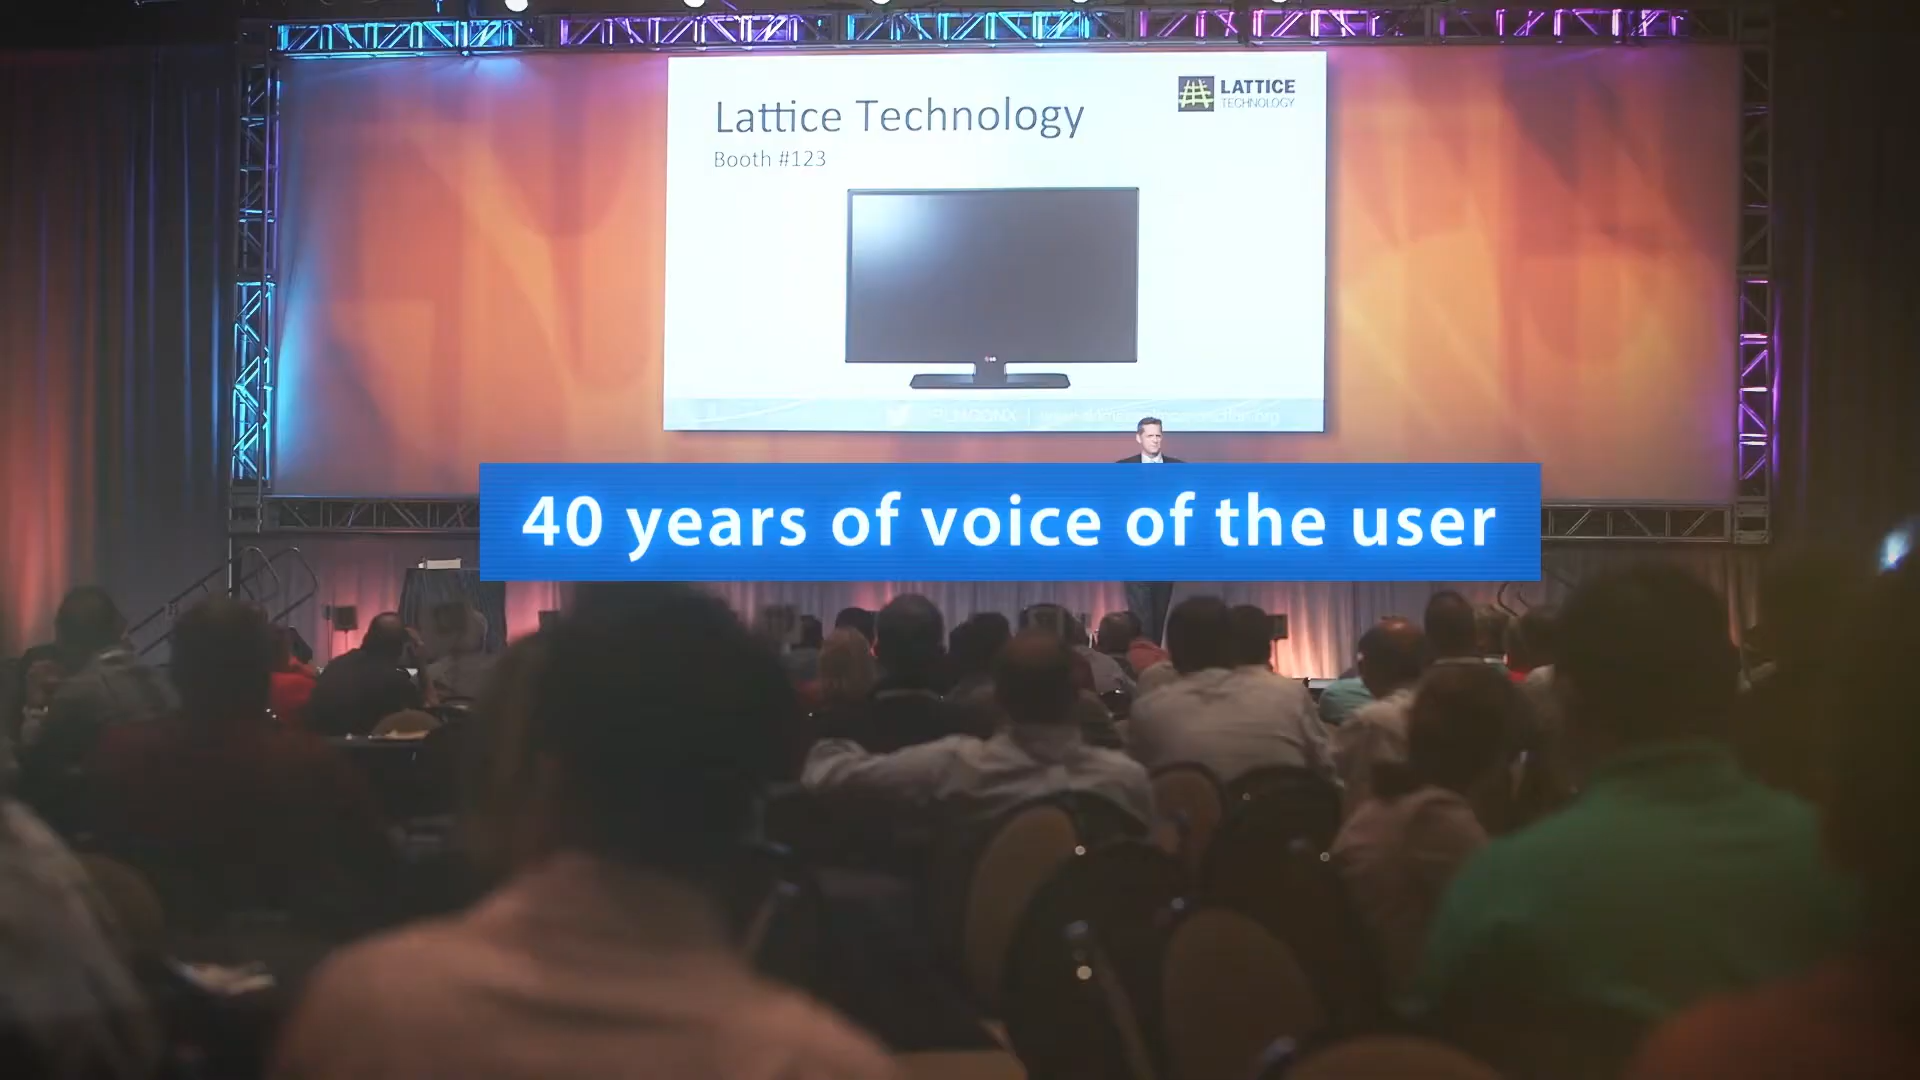 LATTICE
TECHNOLOGY
Lattice Technology
Booth #123
40 years of voice of the user